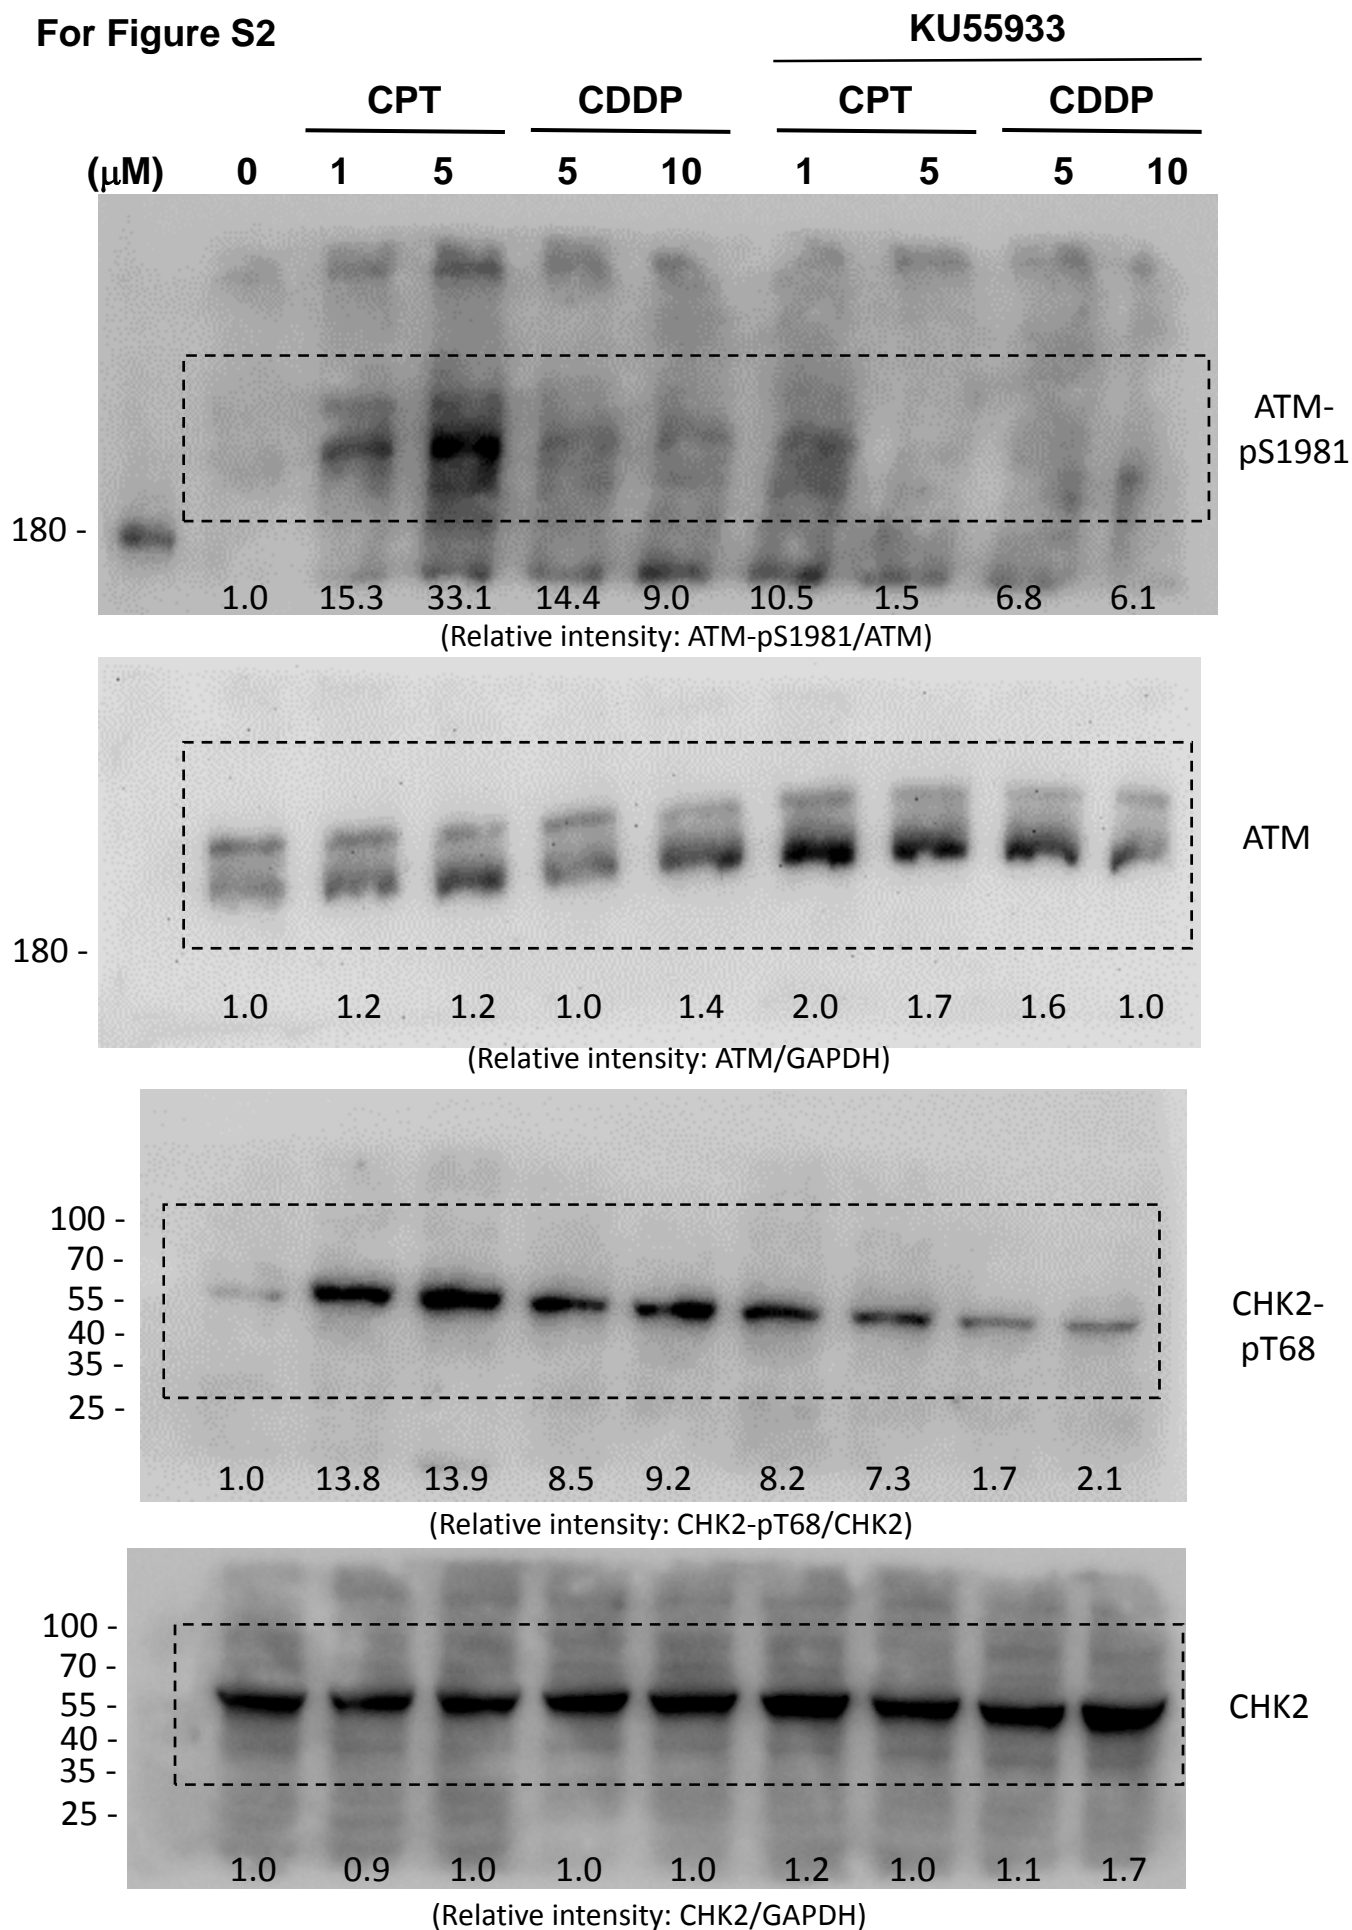 For Figure S2
KU55933
CPT CDDP CPT CDDP
(μM) 0 1 5 5 10 1 5 5 10
ATM-
pS1981
180 -
1.0 15.3 33.1 14.4 9.0 10.5 1.5 6.8 6.1
(Relative intensity: ATM-pS1981/ATM)
ATM
180 -
1.0 1.2 1.2 1.0 1.4 2.0 1.7 1.6 1.0
(Relative intensity: ATM/GAPDH)
100 -
70 -
55 -
40 -
35 -
25 -
CHK2-
pT68
1.0 13.8 13.9 8.5 9.2 8.2 7.3 1.7 2.1
(Relative intensity: CHK2-pT68/CHK2)
100 -
70 -
55 -
40 -
35 -
25 -
CHK2
1.0 0.9 1.0 1.0 1.0 1.2 1.0 1.1 1.7
(Relative intensity: CHK2/GAPDH)